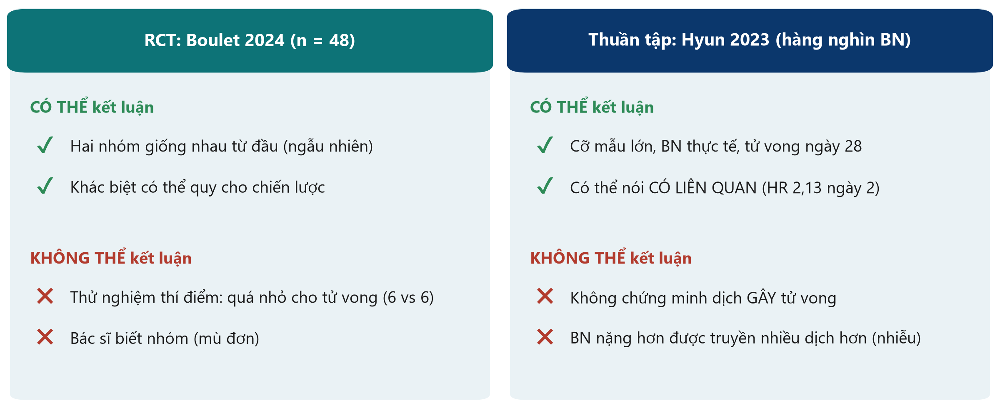 RCT: Boulet 2024 (n = 48)
CÓ THỂ kết luận
✓ Hai nhóm giống nhau từ đầu (ngẫu nhiên)
✓ Khác biệt có thể quy cho chiến lược
KHÔNG THỂ kết luận
✕ Thử nghiệm thí điểm: quá nhỏ cho tử vong (6 vs 6)
✕ Bác sĩ biết nhóm (mù đơn)
Thuần tập: Hyun 2023 (hàng nghìn BN)
CÓ THỂ kết luận
✓ Cỡ mẫu lớn, BN thực tế, tử vong ngày 28
✓ Có thể nói CÓ LIÊN QUAN (HR 2,13 ngày 2)
KHÔNG THỂ kết luận
✕ Không chứng minh dịch GÂY tử vong
✕ BN nặng hơn được truyền nhiều dịch hơn (nhiễu)